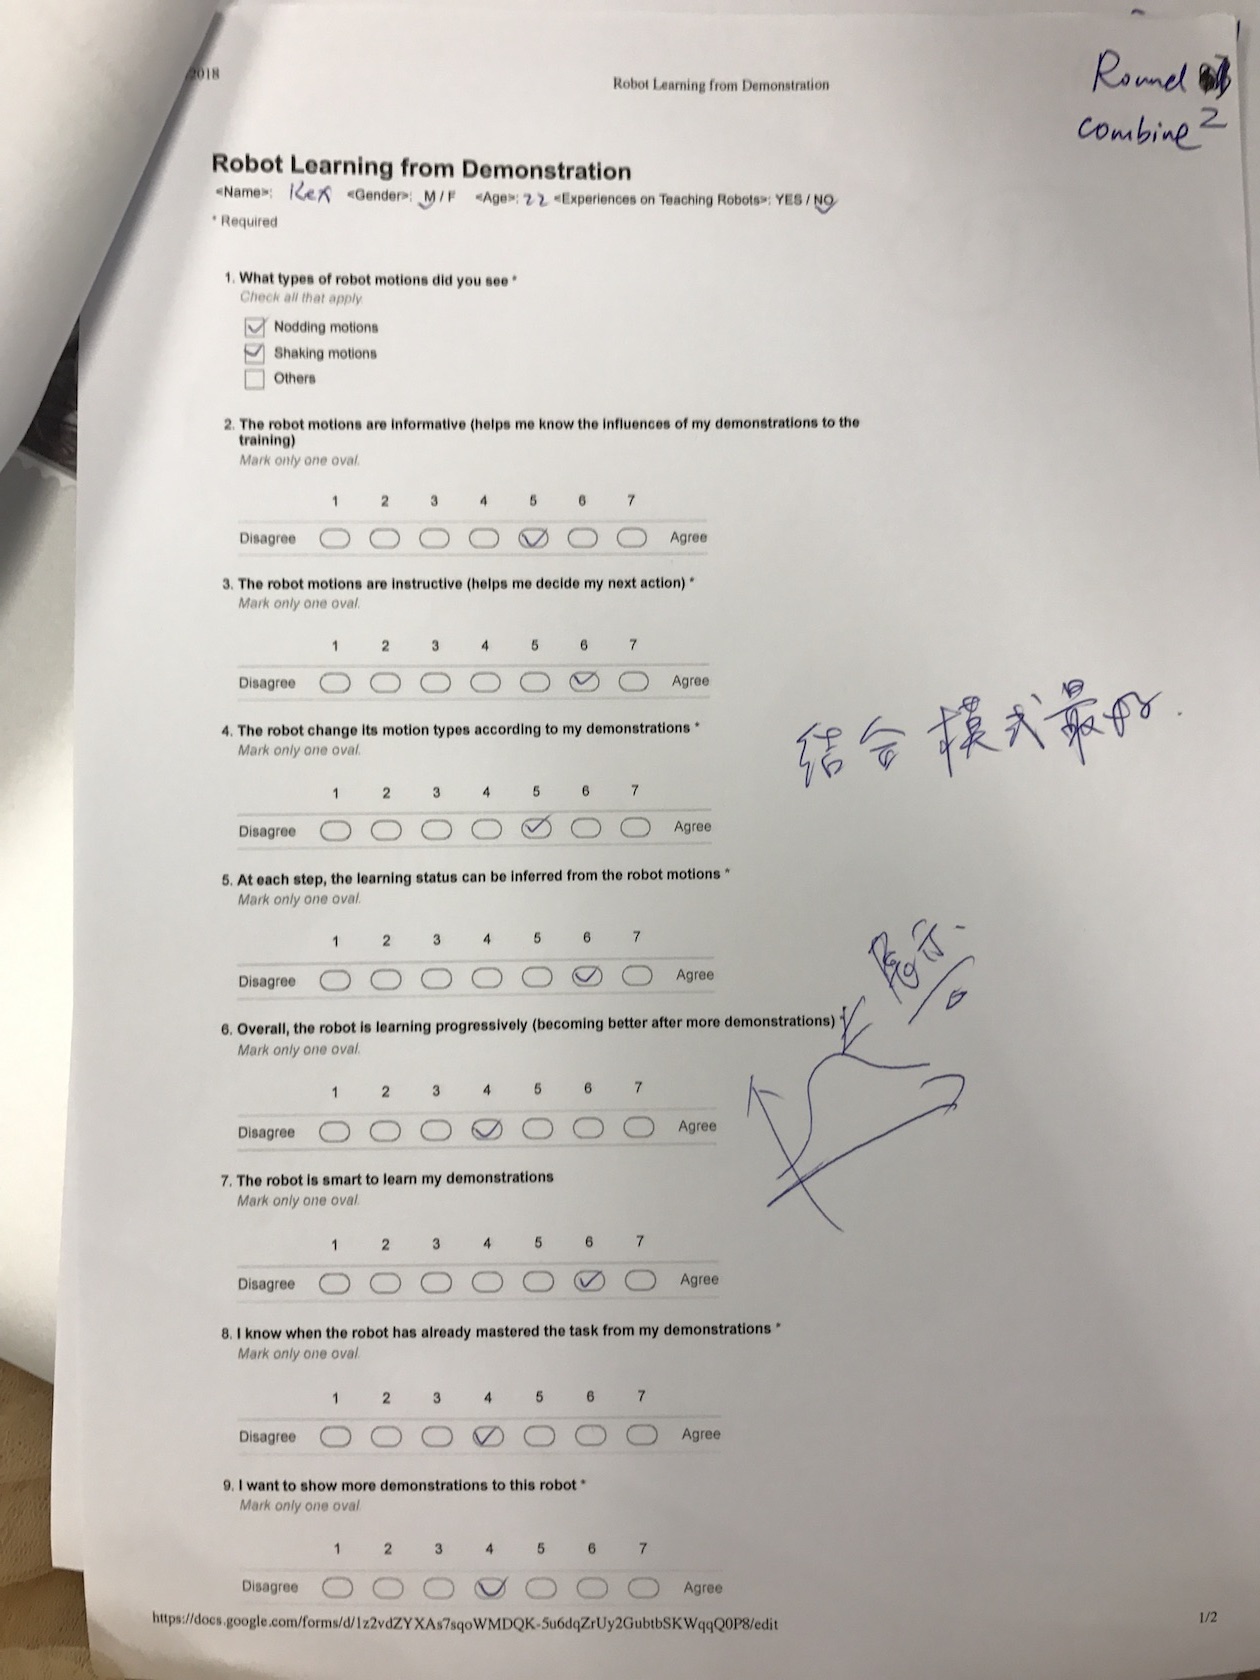 2018
Robot Learning from Demonstration
Round
combine 2
Robot Learning from Demonstration
<Name>: Rex <Gender>: M / F <Age>: 22 <Experiences on Teaching Robots>: YES / NO
* Required
1. What types of robot motions did you see *
Check all that apply.
Nodding motions
Shaking motions
Others
2. The robot motions are informative (helps me know the influences of my demonstrations to the
training)
Mark only one oval.
1 2 3 4 5 6 7
Disagree Agree
3. The robot motions are instructive (helps me decide my next action) *
Mark only one oval.
1 2 3 4 5 6 7
Disagree Agree
结合模式最好.
4. The robot change its motion types according to my demonstrations *
Mark only one oval.
1 2 3 4 5 6 7
Disagree Agree
5. At each step, the learning status can be inferred from the robot motions *
Mark only one oval.
1 2 3 4 5 6 7
Disagree Agree
6. Overall, the robot is learning progressively (becoming better after more demonstrations) *
Mark only one oval.
1 2 3 4 5 6 7
Disagree Agree
7. The robot is smart to learn my demonstrations
Mark only one oval.
1 2 3 4 5 6 7
Disagree Agree
8. I know when the robot has already mastered the task from my demonstrations *
Mark only one oval.
1 2 3 4 5 6 7
Disagree Agree
9. I want to show more demonstrations to this robot *
Mark only one oval.
1 2 3 4 5 6 7
Disagree Agree
https://docs.google.com/forms/d/1z2vdZYXAs7sqoWMDQK-5u6dqZrUy2GubtbSKWqqQ0P8/edit
1/2